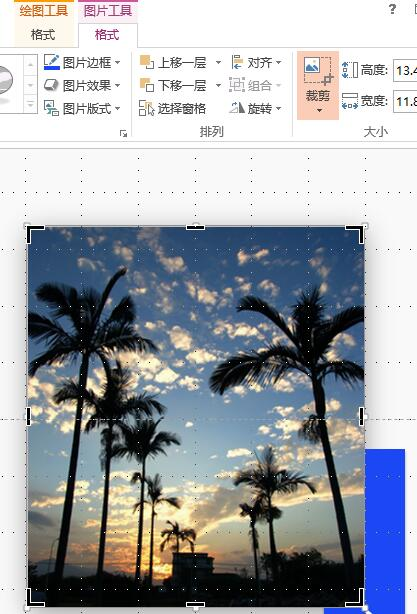 绘图工具 图片工具 ?
格式 格式
图片边框 上移一层 对齐 高度: 13.4
图片效果 下移一层 组合 裁剪 宽度: 11.8
图片版式 选择窗格 旋转
排列 大小